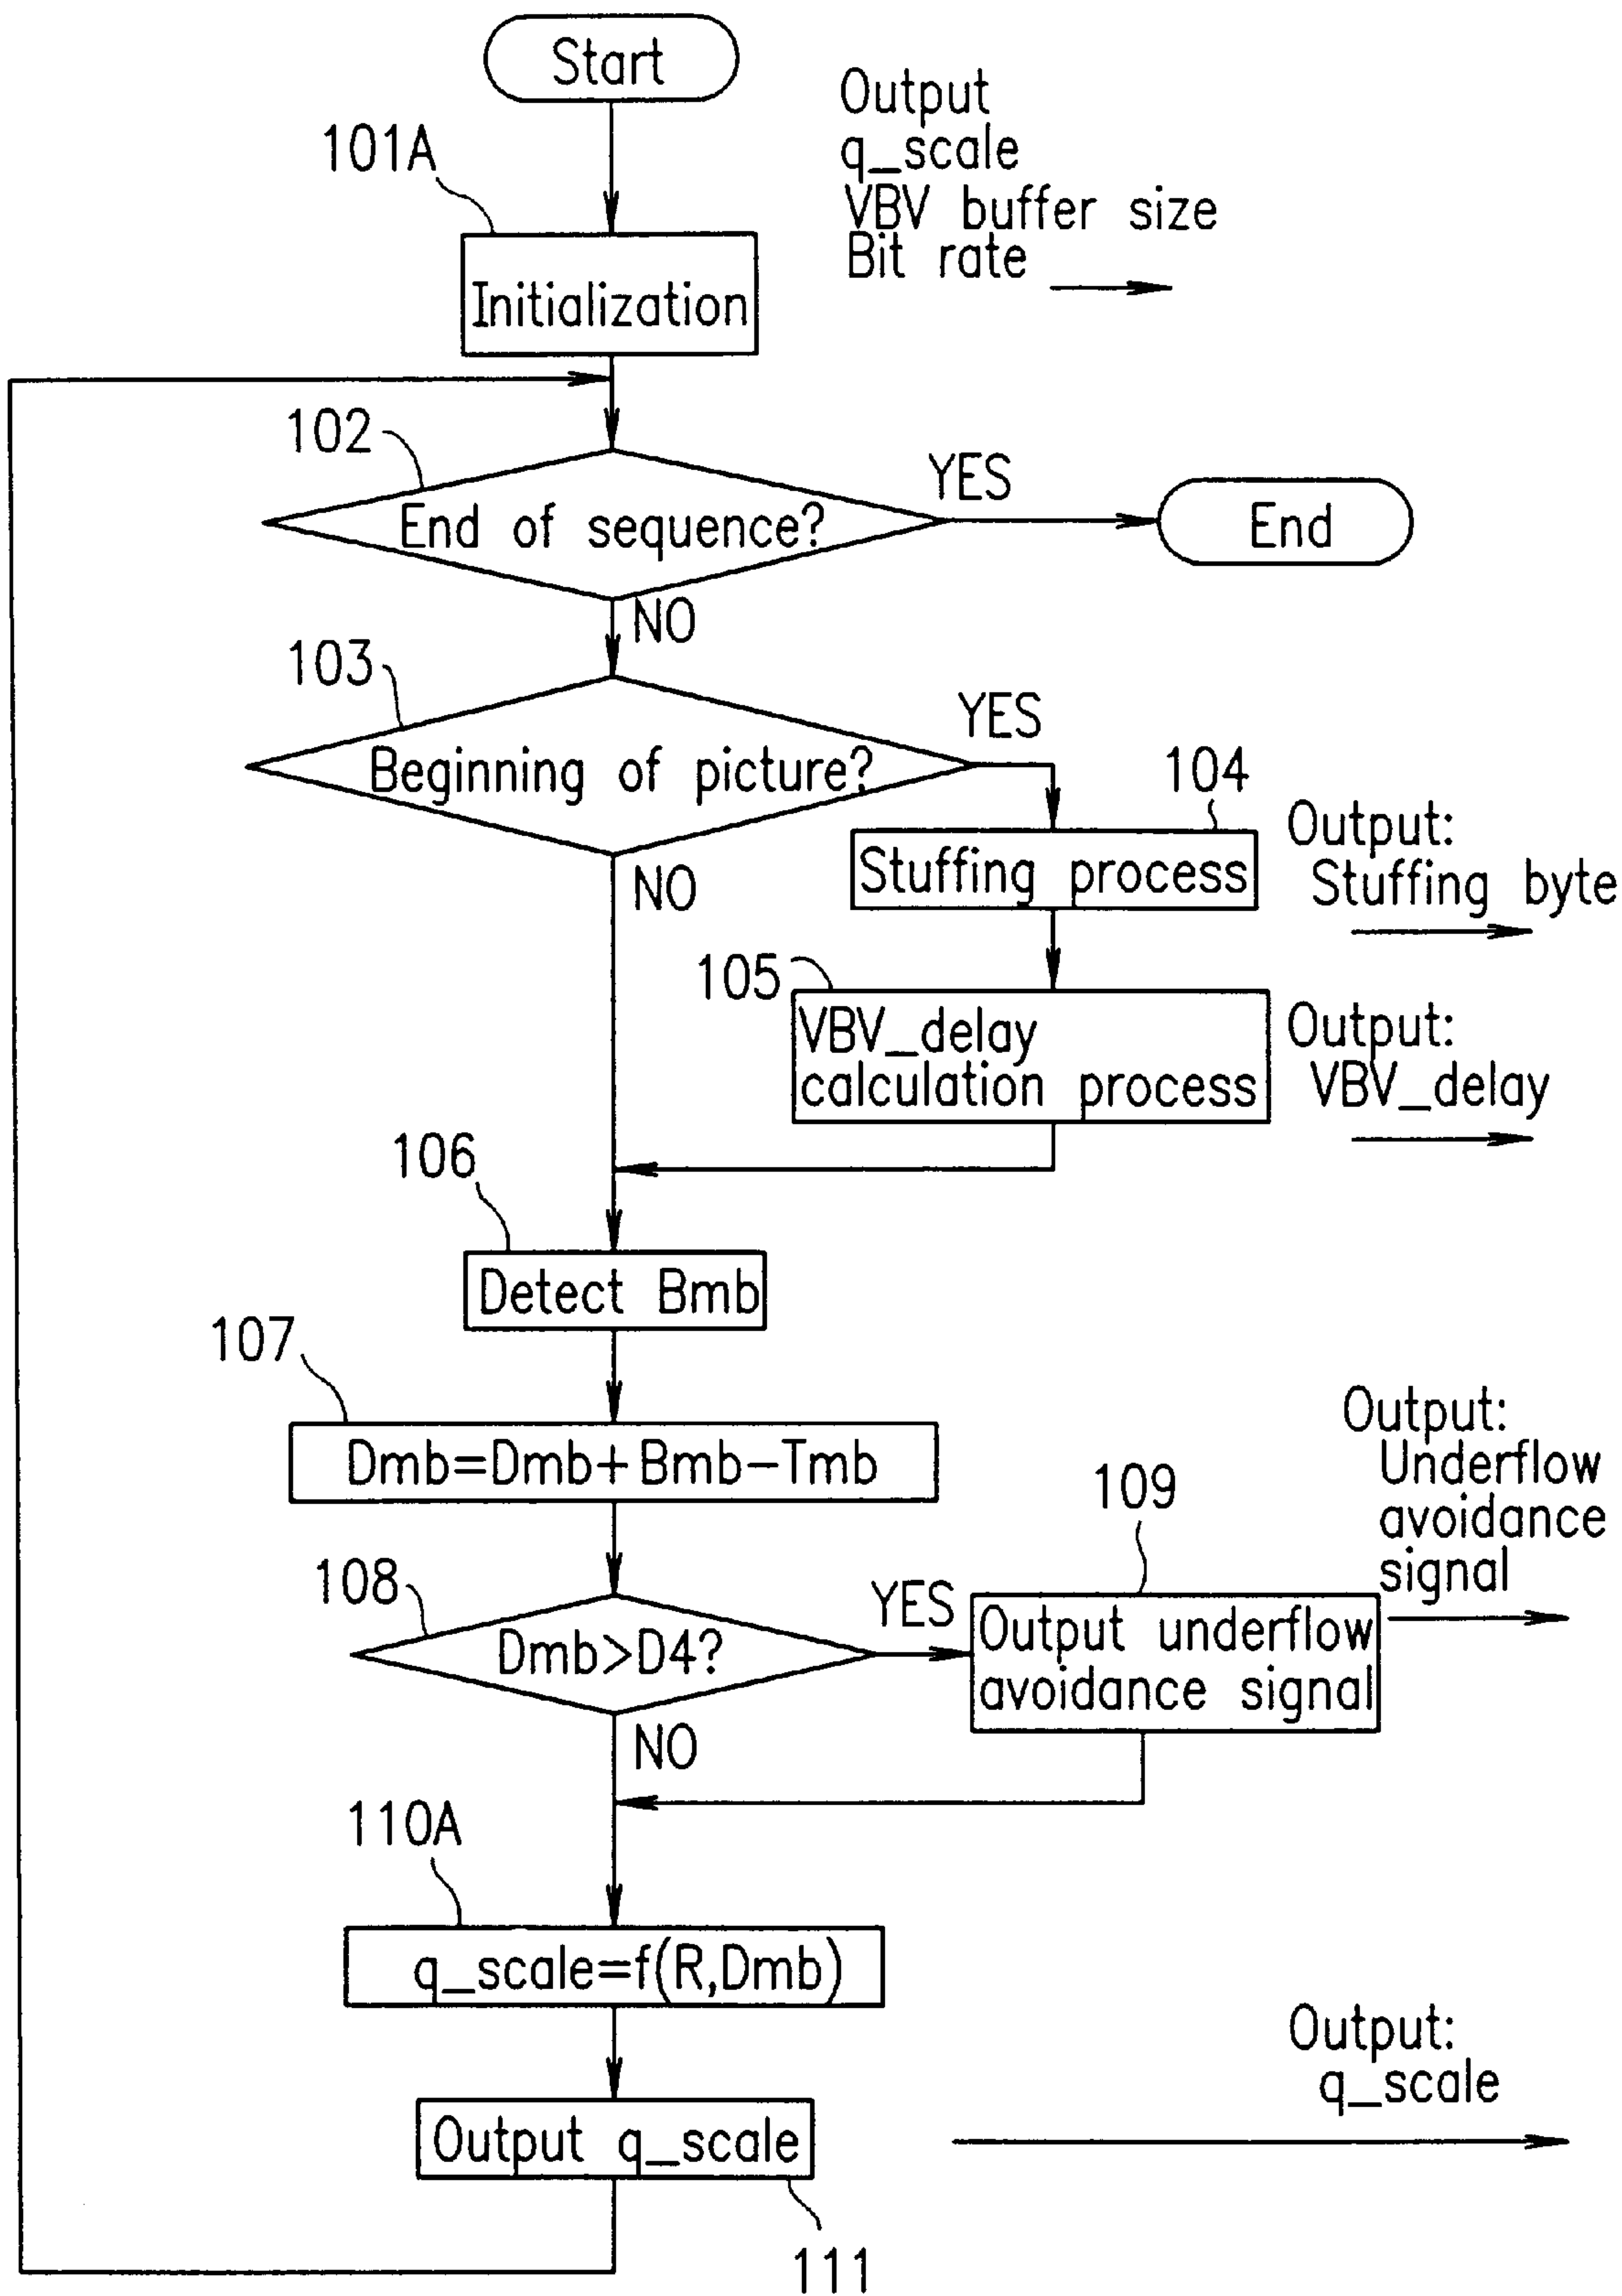 Start
Output
q_scale
VBV buffer size
Bit rate
101A
Initialization
102
End of sequence?
YES
End
NO
103
Beginning of picture?
YES
104
Stuffing process
Output:
Stuffing byte
NO
105
VBV_delay
calculation process
Output:
VBV_delay
106
Detect Bmb
107
Dmb=Dmb+Bmb-Tmb
108
Dmb>D4?
YES
109
Output underflow
avoidance signal
Output:
Underflow
avoidance
signal
NO
110A
q_scale=f(R,Dmb)
Output q_scale
Output:
q_scale
111